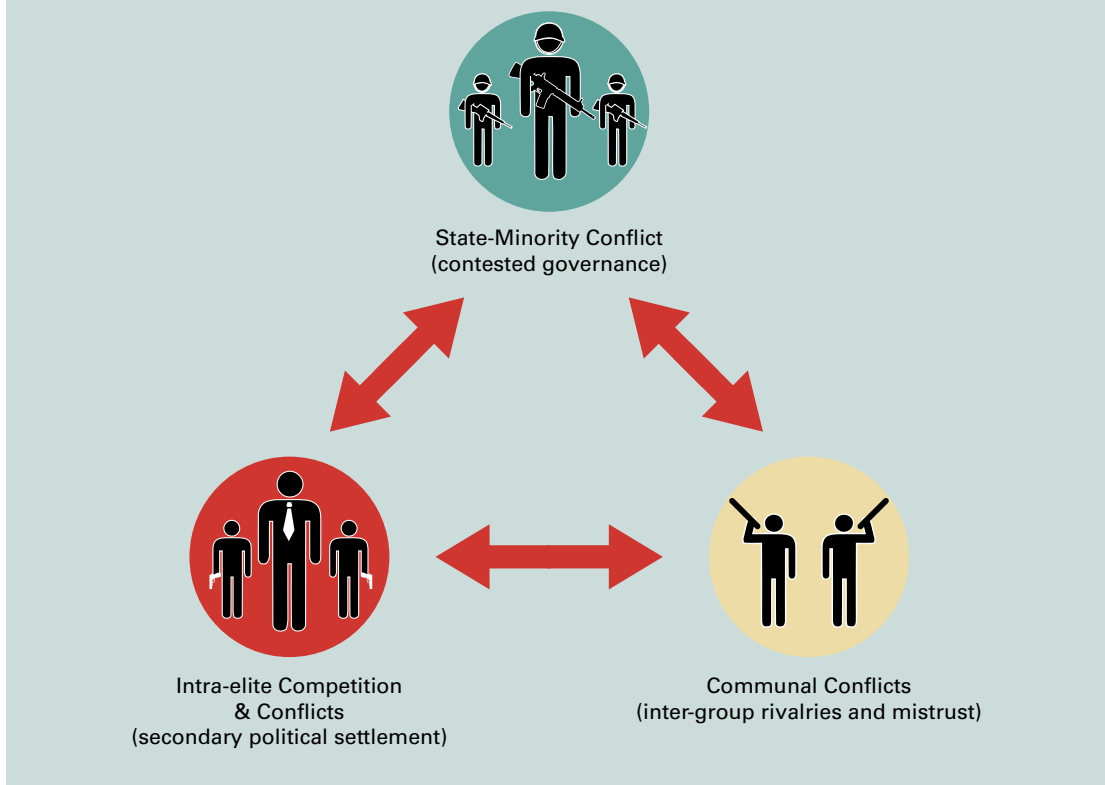 State-Minority Conflict
(contested governance)
Intra-elite Competition
& Conflicts
(secondary political settlement)
Communal Conflicts
(inter-group rivalries and mistrust)